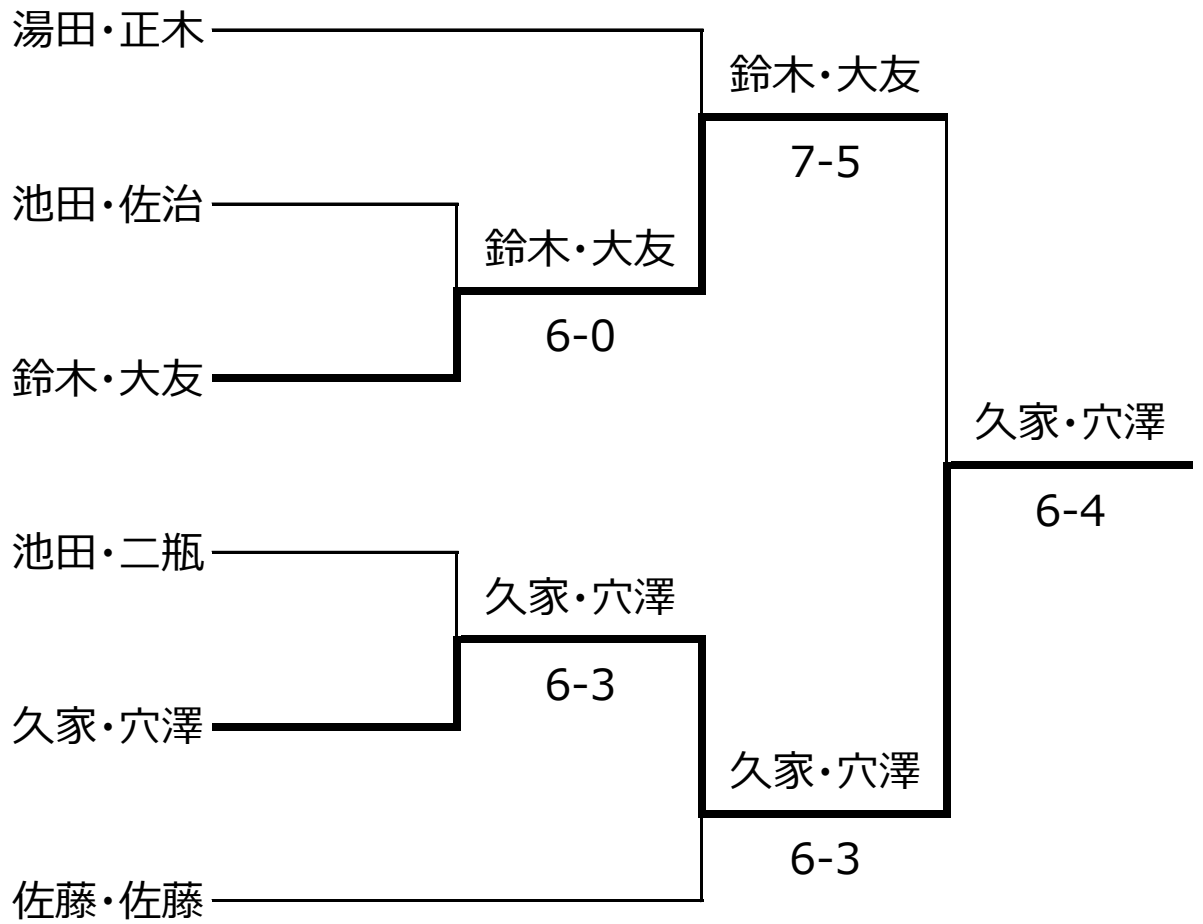 湯田・正木
鈴木・大友
7-5
池田・佐治
鈴木・大友
6-0
鈴木・大友
久家・穴澤
6-4
池田・二瓶
久家・穴澤
6-3
久家・穴澤
久家・穴澤
6-3
佐藤・佐藤